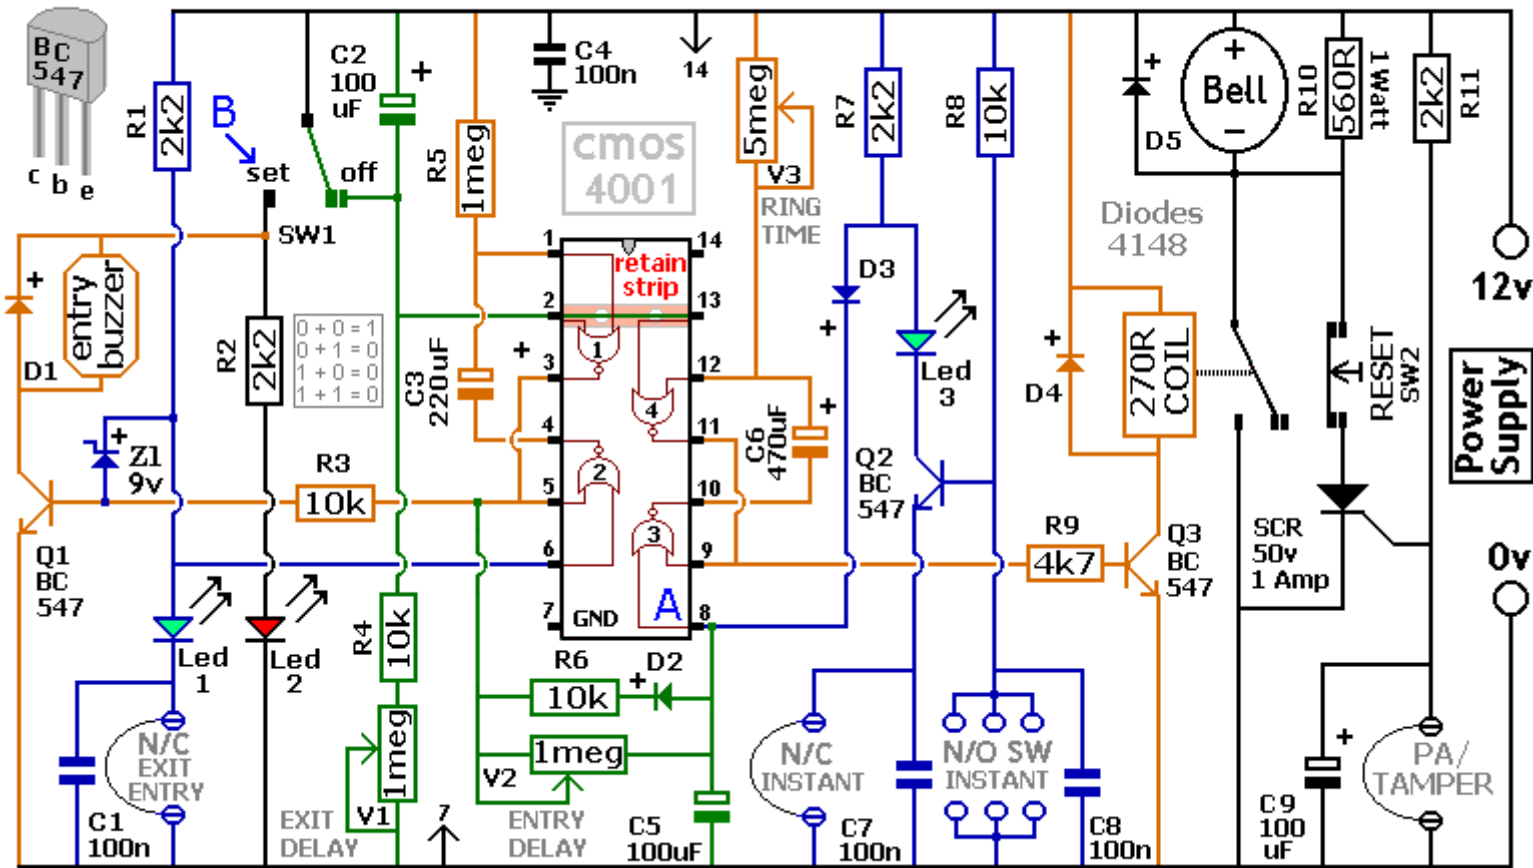 BC
547
c
b
e
R1
2k2
B
set
off
SW1
C2
100
uF
+
R5
1meg
C4
100n
14
cmos
4001
5meg
V3
RING
TIME
R7
2k2
R8
10k
D5
+
+
Bell
−
R10
560R
1Watt
2k2
R11
Diodes
4148
12v
D1
+
entry
buzzer
R2
2k2
0 + 0 = 1
0 + 1 = 0
1 + 0 = 0
1 + 1 = 0
C3
220uF
+
1
2
3
4
5
6
7
14
13
12
11
10
9
8
retain
strip
1
4
2
3
GND
A
C6
470uF
+
D3
+
Led
3
D4
+
270R
COIL
RESET
SW2
Power
Supply
Z1
9v
+
R3
10k
Q1
BC
547
Q2
BC
547
R9
4k7
Q3
BC
547
SCR
50v
1 Amp
0v
Led
1
Led
2
R4
10k
R6
10k
D2
+
N/C
EXIT
ENTRY
C1
100n
1meg
V1
EXIT
DELAY
7
1meg
V2
ENTRY
DELAY
C5
100uF
N/C
INSTANT
C7
100n
N/O SW
INSTANT
C8
100n
C9
100
uF
+
PA/
TAMPER